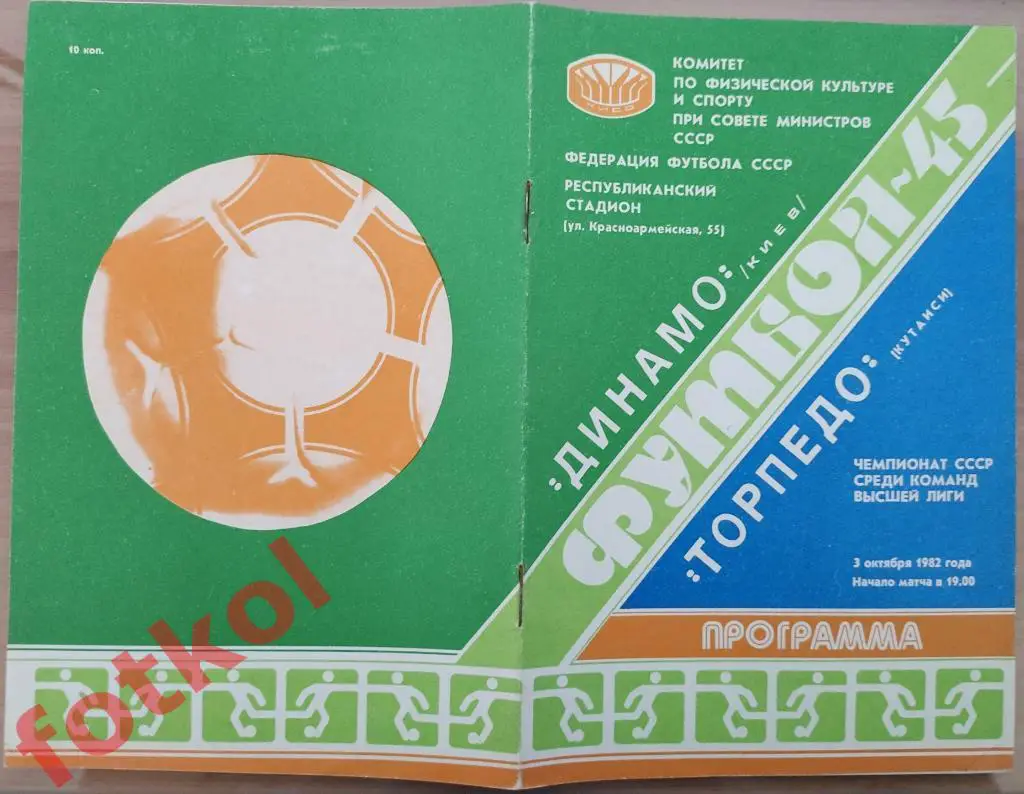 10 коп.
КИЕВ
КОМИТЕТ
ПО ФИЗИЧЕСКОЙ КУЛЬТУРЕ
И СПОРТУ
ПРИ СОВЕТЕ МИНИСТРОВ
СССР
ФЕДЕРАЦИЯ ФУТБОЛА СССР
РЕСПУБЛИКАНСКИЙ
СТАДИОН
(ул. Красноармейская, 55)
:ДИНАМО:
/КИЕВ/
ФУТБОЛ-45
:ТОРПЕДО:
(КУТАИСИ)
ЧЕМПИОНАТ СССР
СРЕДИ КОМАНД
ВЫСШЕЙ ЛИГИ
3 октября 1982 года
Начало матча в 19.00
ПРОГРАММА
fotkol